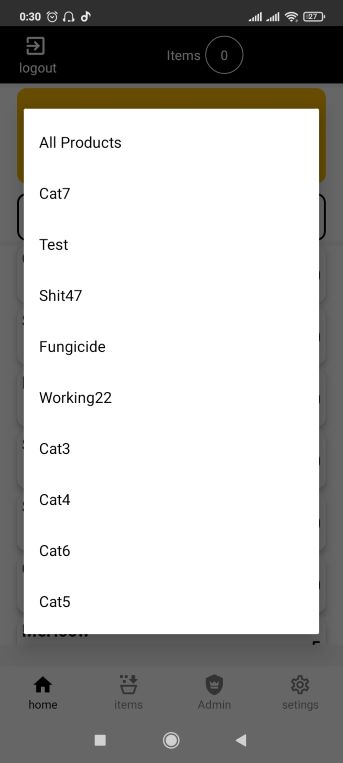 0:30
27
logout
Items
0
All Products
Cat7
Test
Shit47
Fungicide
Working22
Cat3
Cat4
Cat6
Cat5
home
items
Admin
setings